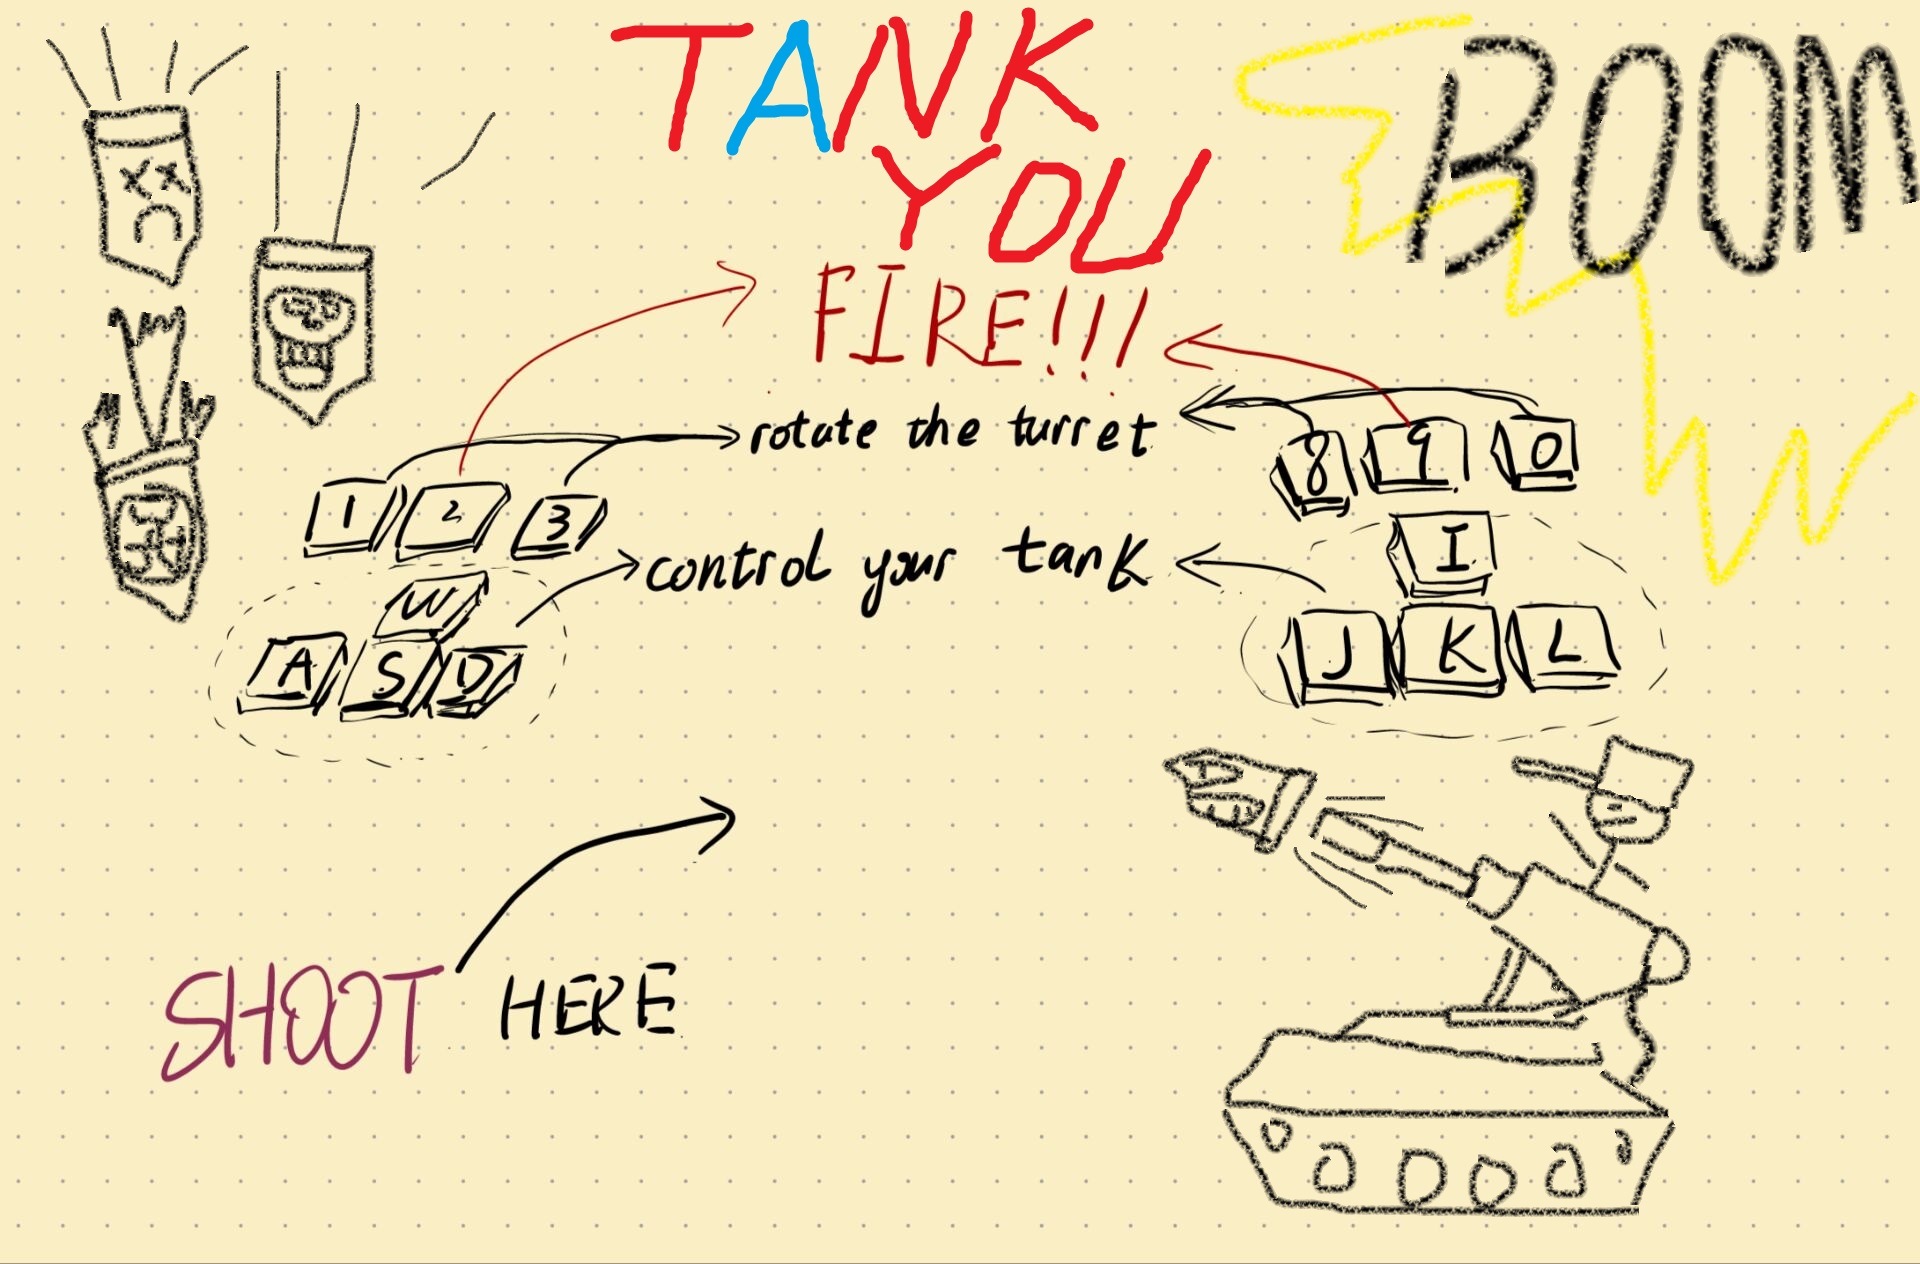 TANK
YOU
BOOM
FIRE!!!
rotate the turret
1 2 3
8 9 0
control your tank
W
A S D
I
J K L
SHOOT HERE